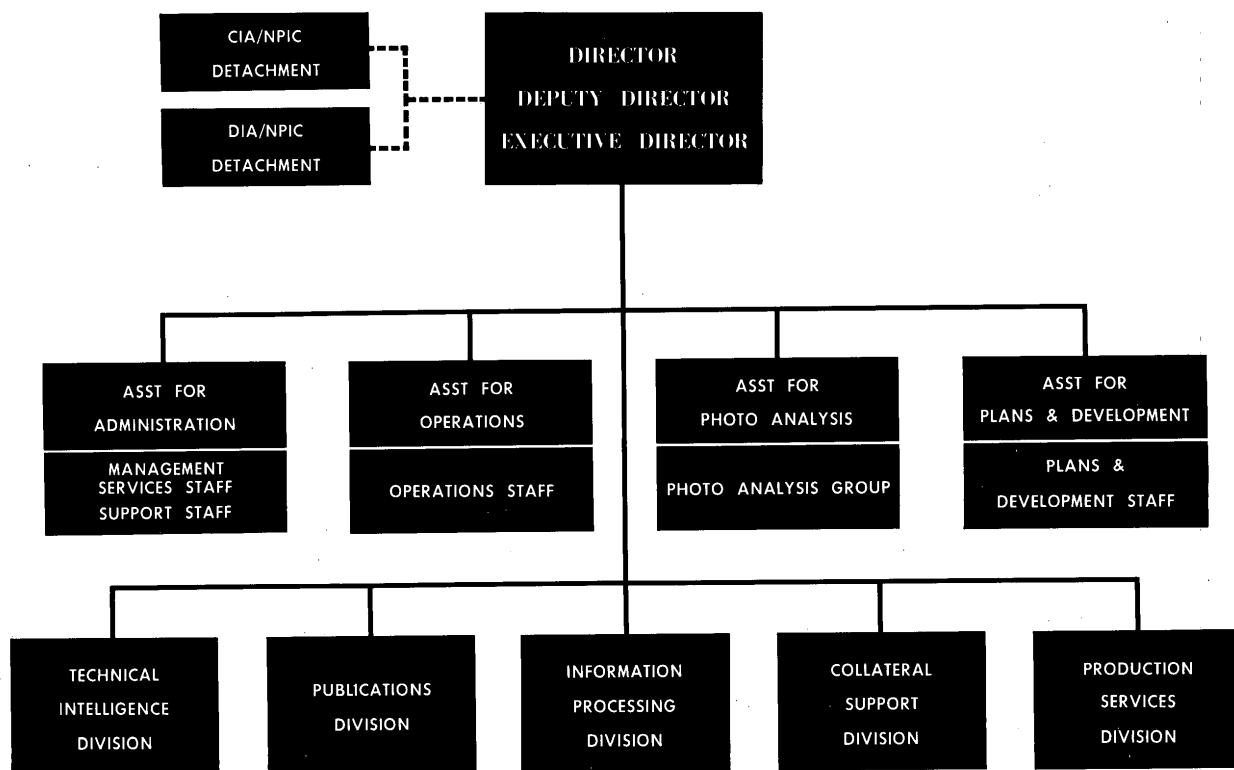 CIA/NPIC
DETACHMENT
DIA/NPIC
DETACHMENT
DIRECTOR
DEPUTY DIRECTOR
EXECUTIVE DIRECTOR
ASST FOR
ADMINISTRATION
MANAGEMENT
SERVICES STAFF
SUPPORT STAFF
ASST FOR
OPERATIONS
OPERATIONS STAFF
ASST FOR
PHOTO ANALYSIS
PHOTO ANALYSIS GROUP
ASST FOR
PLANS & DEVELOPMENT
PLANS &
DEVELOPMENT STAFF
TECHNICAL
INTELLIGENCE
DIVISION
PUBLICATIONS
DIVISION
INFORMATION
PROCESSING
DIVISION
COLLATERAL
SUPPORT
DIVISION
PRODUCTION
SERVICES
DIVISION